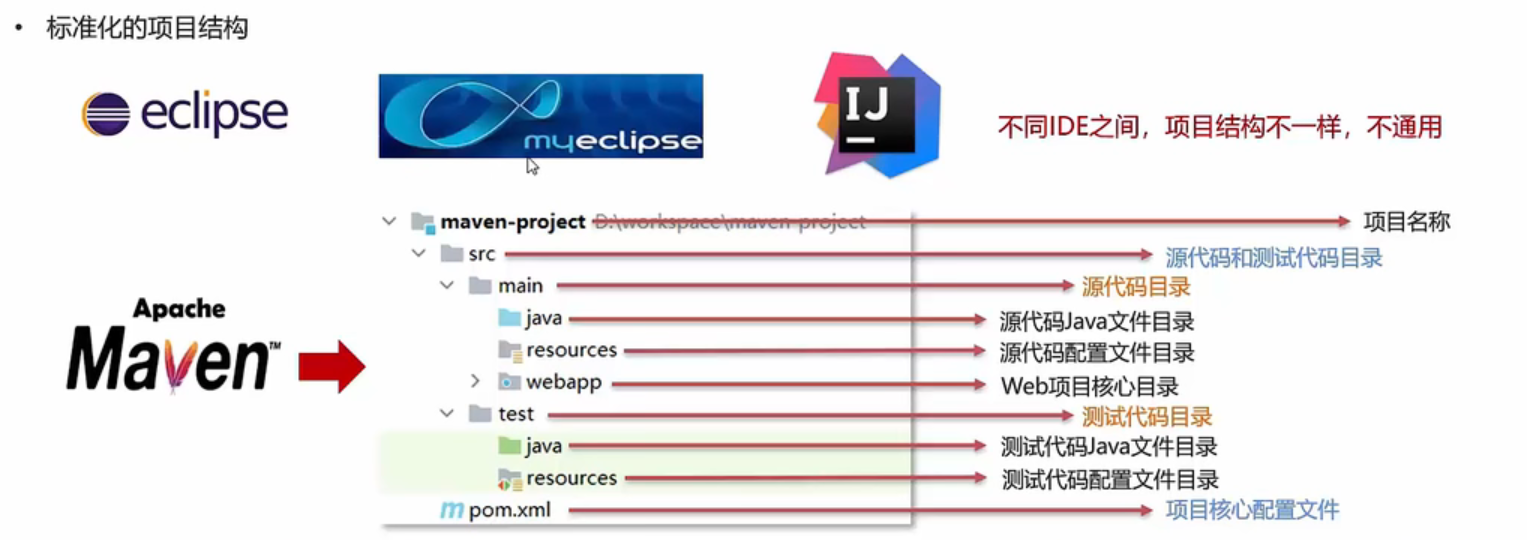 • 标准化的项目结构
eclipse
myeclipse
IJ
不同IDE之间，项目结构不一样，不通用
maven-project D:\workspace\maven-project 项目名称
src 源代码和测试代码目录
main 源代码目录
java 源代码Java文件目录
resources 源代码配置文件目录
webapp Web项目核心目录
test 测试代码目录
java 测试代码Java文件目录
resources 测试代码配置文件目录
m pom.xml 项目核心配置文件
Apache
Maven™